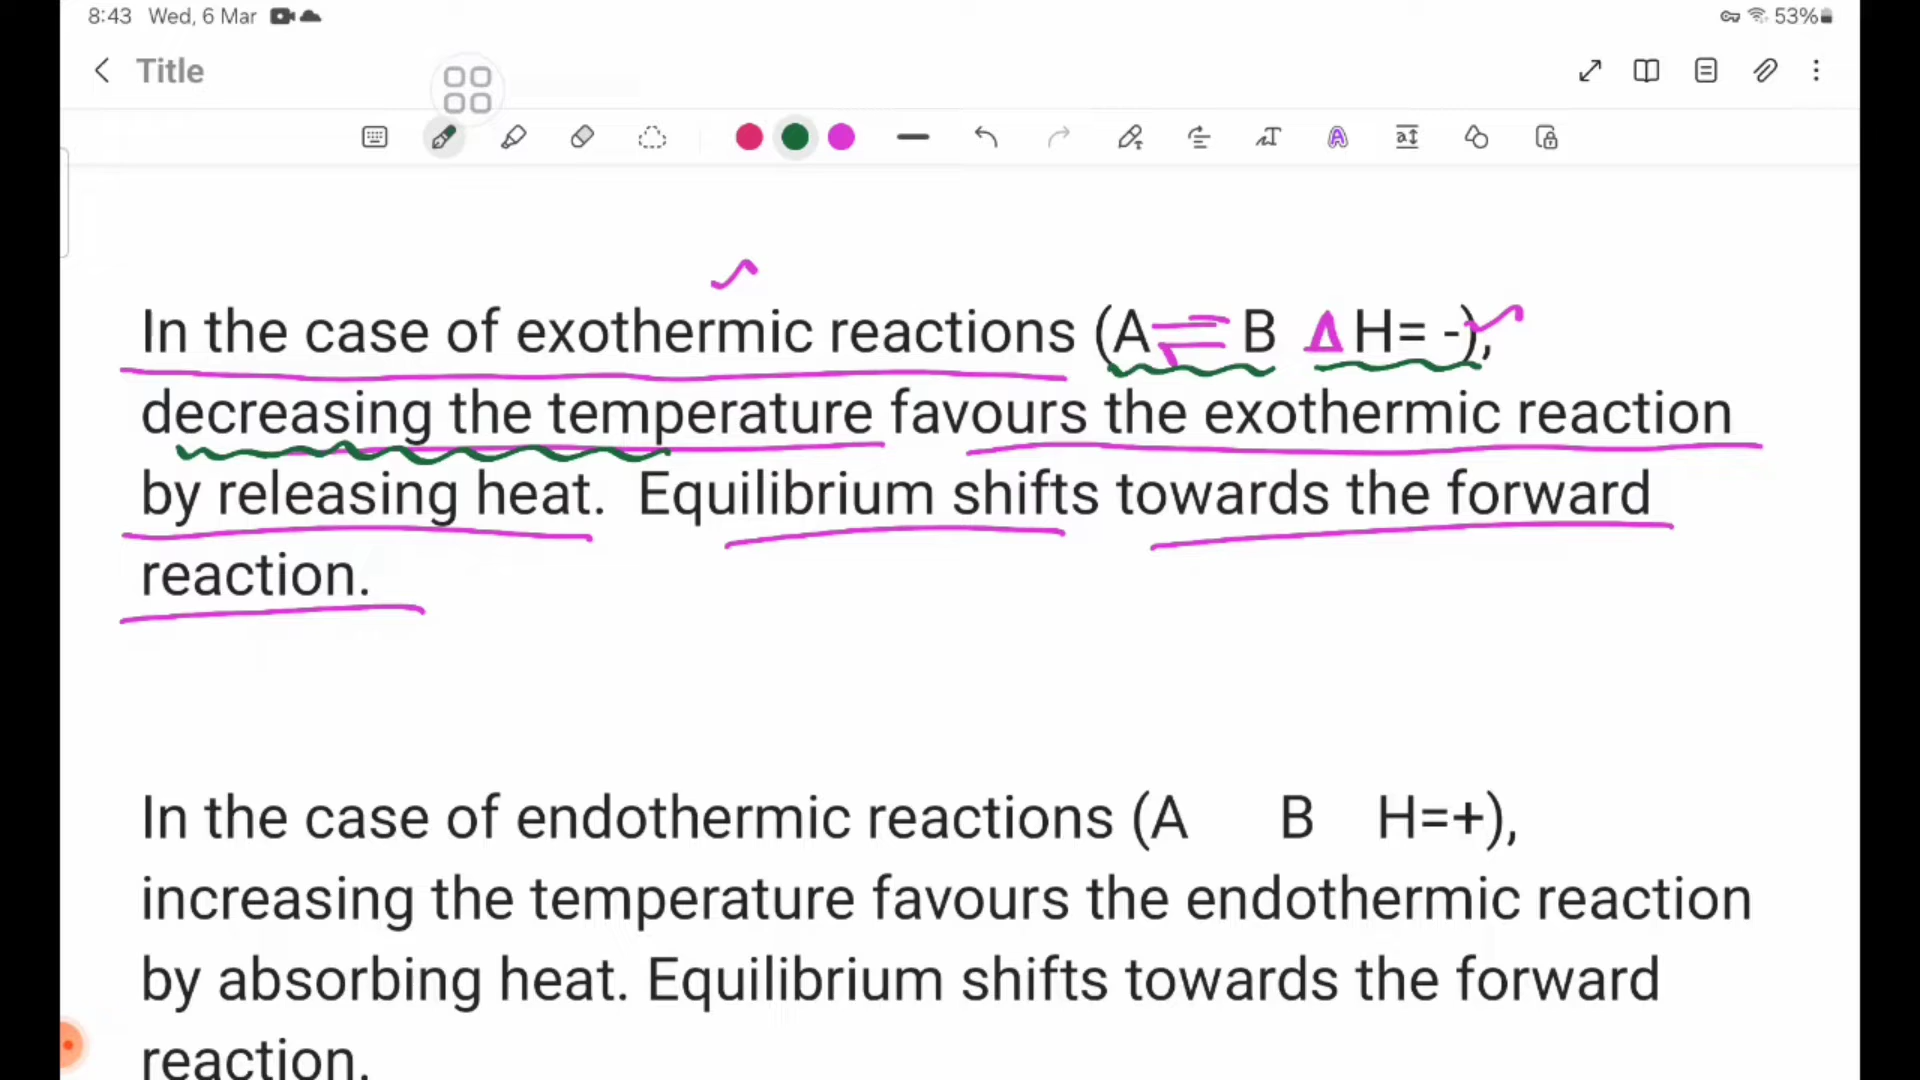 8:43 Wed, 6 Mar 53%
Title
In the case of exothermic reactions (A ⇌ B Δ H= -),
decreasing the temperature favours the exothermic reaction
by releasing heat. Equilibrium shifts towards the forward
reaction.
In the case of endothermic reactions (A B H=+),
increasing the temperature favours the endothermic reaction
by absorbing heat. Equilibrium shifts towards the forward
reaction.